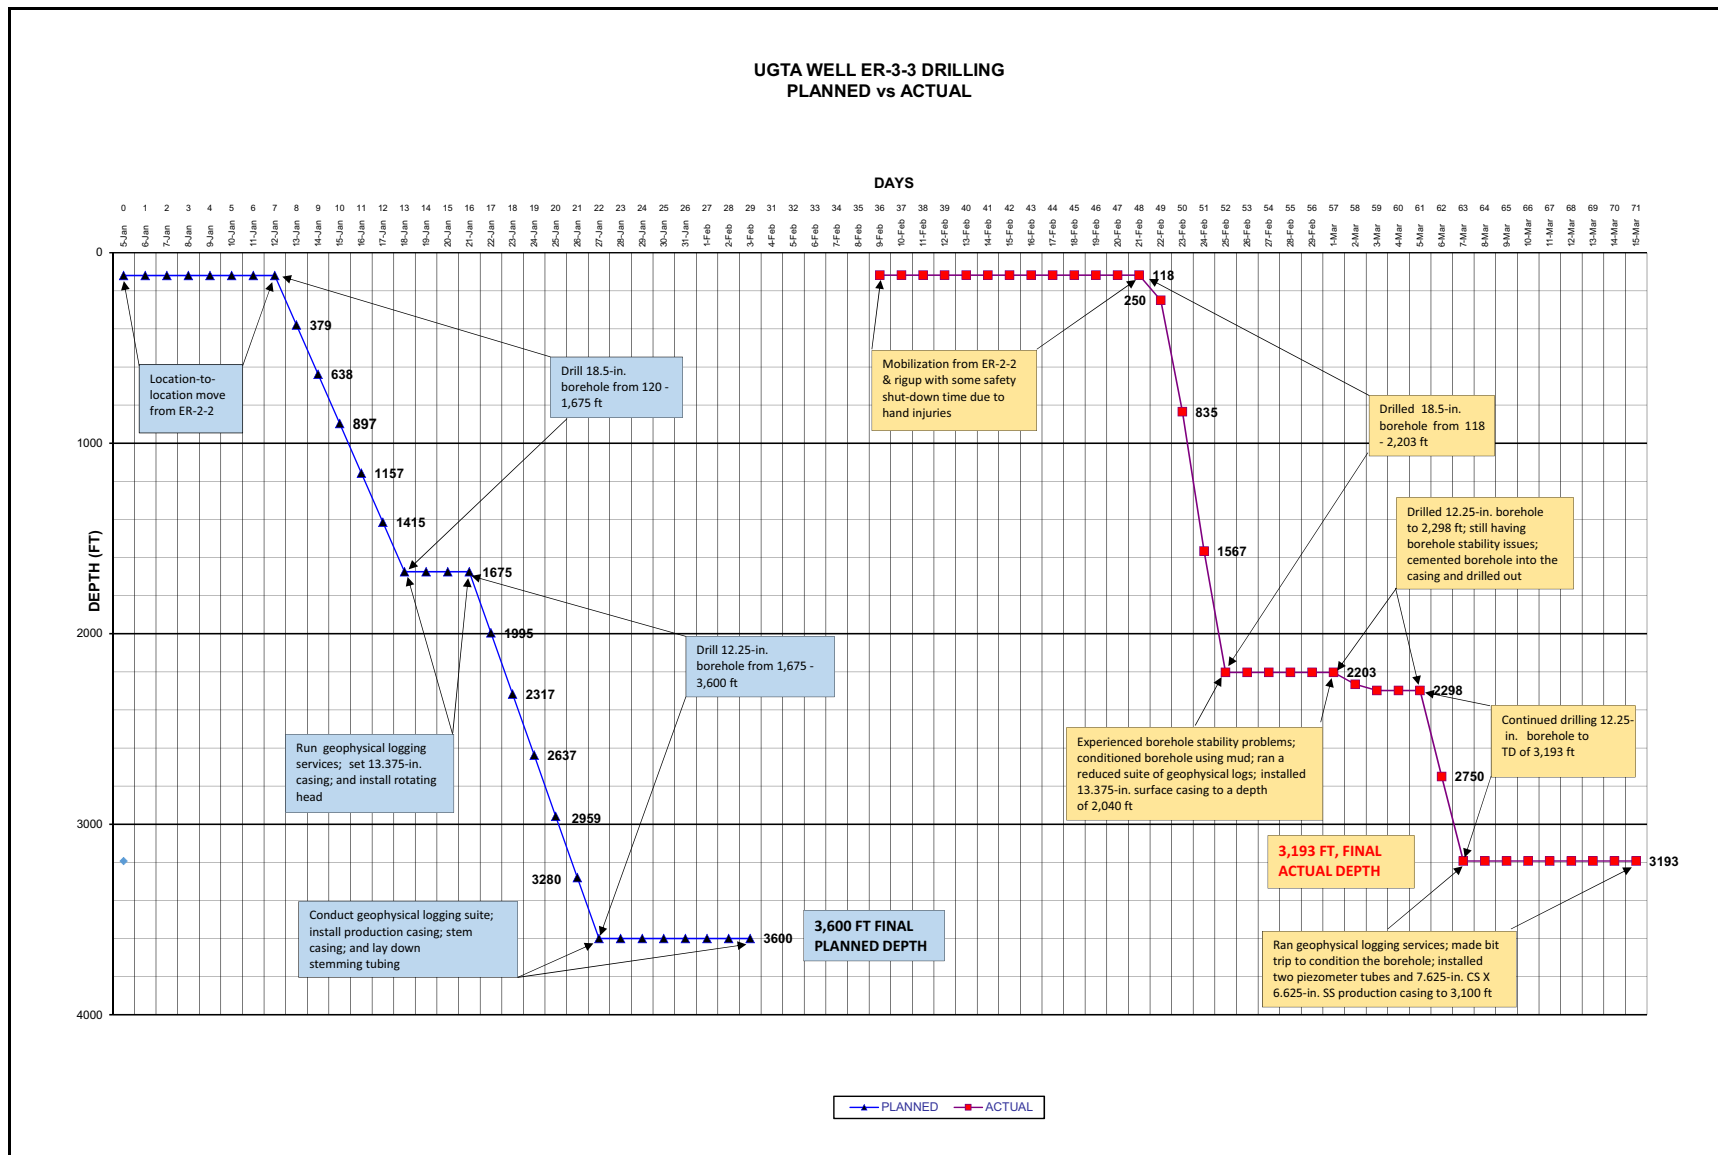 UGTA WELL ER-3-3 DRILLING
PLANNED vs ACTUAL
DAYS
0 1 2 3 4 5 6 7 8 9 10 11 12 13 14 15 16 17 18 19 20 21 22 23 24 25 26 27 28 29 31 32 33 34 35 36 37 38 39 40 41 42 43 44 45 46 47 48 49 50 51 52 53 54 55 56 57 58 59 60 61 62 63 64 65 66 67 68 69 70 71
5-Jan 6-Jan 7-Jan 8-Jan 9-Jan 10-Jan 11-Jan 12-Jan 13-Jan 14-Jan 15-Jan 16-Jan 17-Jan 18-Jan 19-Jan 20-Jan 21-Jan 22-Jan 23-Jan 24-Jan 25-Jan 26-Jan 27-Jan 28-Jan 29-Jan 30-Jan 31-Jan 1-Feb 2-Feb 3-Feb 4-Feb 5-Feb 6-Feb 7-Feb 8-Feb 9-Feb 10-Feb 11-Feb 12-Feb 13-Feb 14-Feb 15-Feb 16-Feb 17-Feb 18-Feb 19-Feb 20-Feb 21-Feb 22-Feb 23-Feb 24-Feb 25-Feb 26-Feb 27-Feb 28-Feb 29-Feb 1-Mar 2-Mar 3-Mar 4-Mar 5-Mar 6-Mar 7-Mar 8-Mar 9-Mar 10-Mar 11-Mar 12-Mar 13-Mar 14-Mar 15-Mar
DEPTH (FT)
0
1000
2000
3000
4000
379
638
897
1157
1415
1675
1995
2317
2637
2959
3280
3600
Location-to-
location move
from ER-2-2
Drill 18.5-in.
borehole from 120 -
1,675 ft
Run geophysical logging
services; set 13.375-in.
casing; and install rotating
head
Drill 12.25-in.
borehole from 1,675 -
3,600 ft
Conduct geophysical logging suite;
install production casing; stem
casing; and lay down
stemming tubing
3,600 FT FINAL
PLANNED DEPTH
118
250
835
1567
2203
2298
2750
3193
Mobilization from ER-2-2
& rigup with some safety
shut-down time due to
hand injuries
Drilled 18.5-in.
borehole from 118
- 2,203 ft
Drilled 12.25-in. borehole
to 2,298 ft; still having
borehole stability issues;
cemented borehole into the
casing and drilled out
Experienced borehole stability problems;
conditioned borehole using mud; ran a
reduced suite of geophysical logs; installed
13.375-in. surface casing to a depth
of 2,040 ft
Continued drilling 12.25-
in. borehole to
TD of 3,193 ft
3,193 FT, FINAL
ACTUAL DEPTH
Ran geophysical logging services; made bit
trip to condition the borehole; installed
two piezometer tubes and 7.625-in. CS X
6.625-in. SS production casing to 3,100 ft
PLANNED
ACTUAL